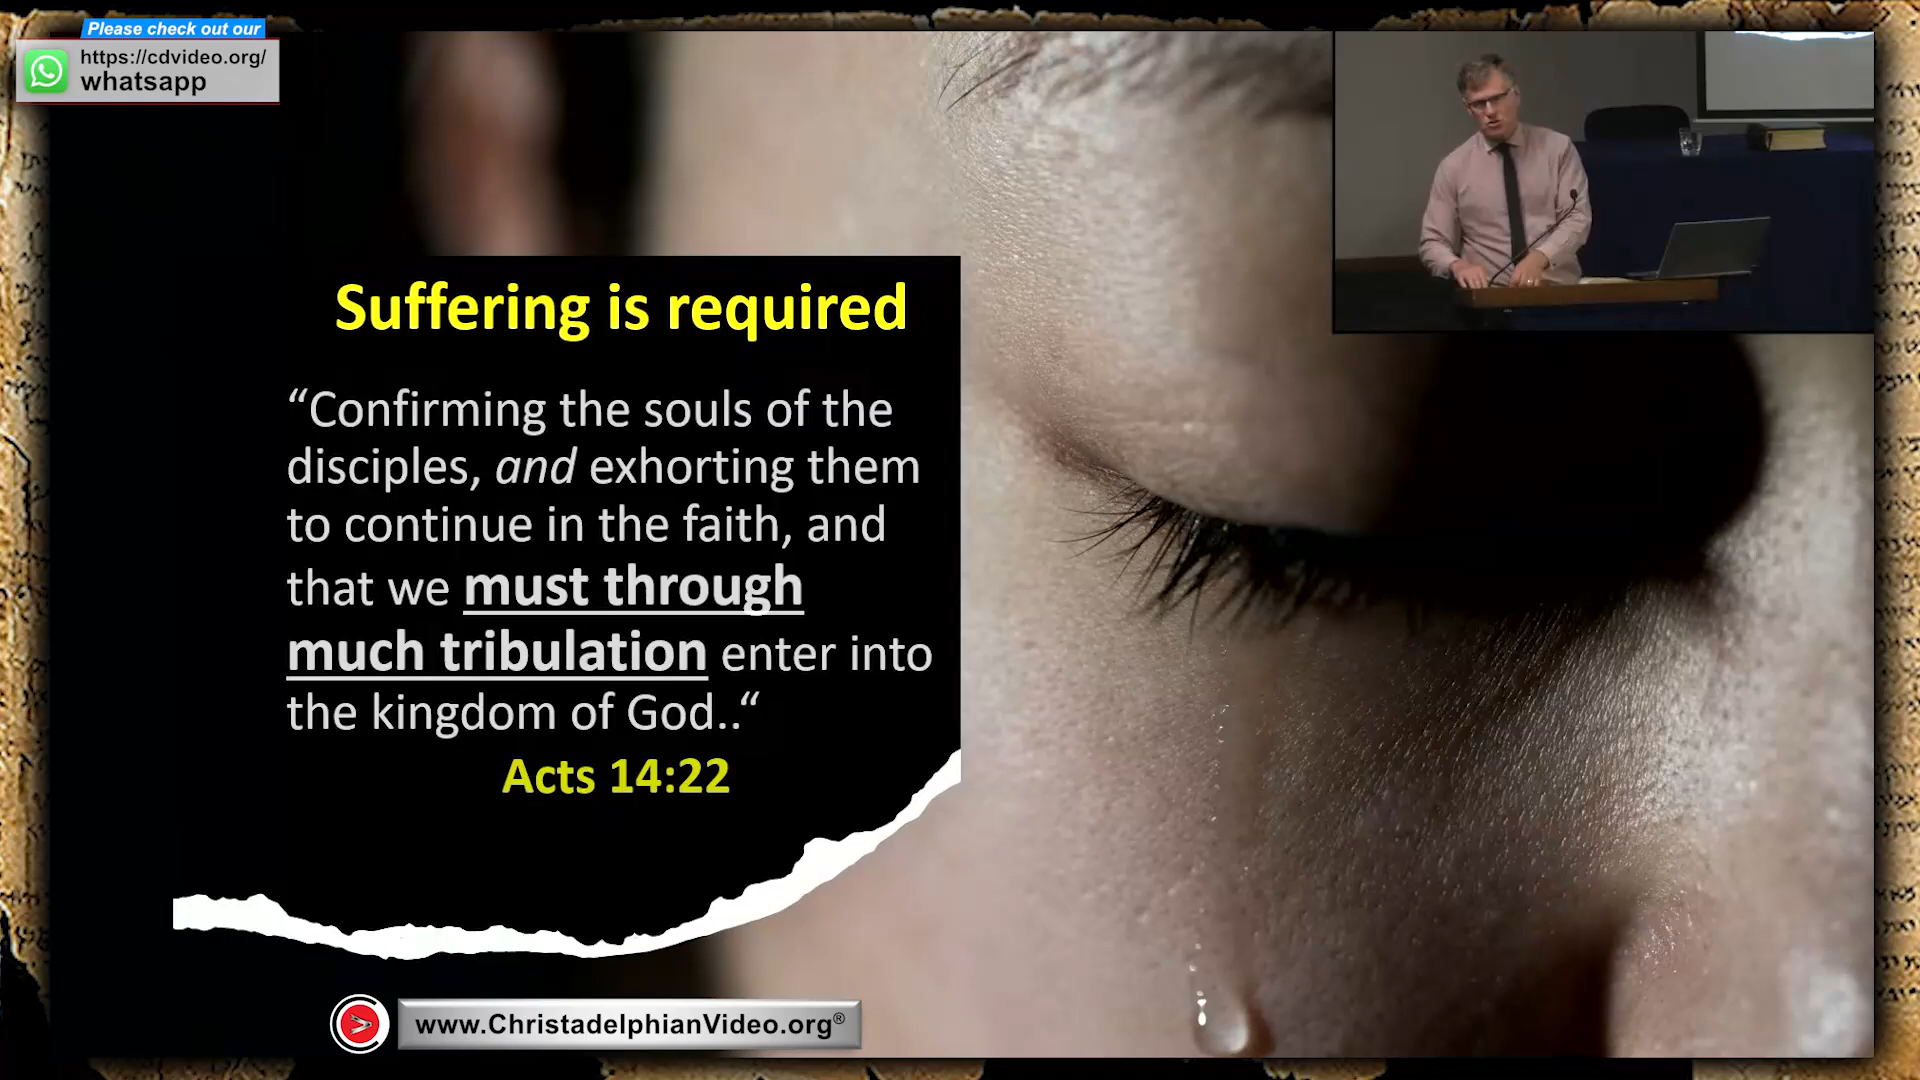 Please check out our
https://cdvideo.org/
whatsapp
Suffering is required
“Confirming the souls of the
disciples, and exhorting them
to continue in the faith, and
that we must through
much tribulation enter into
the kingdom of God..“
Acts 14:22
www.ChristadelphianVideo.org®